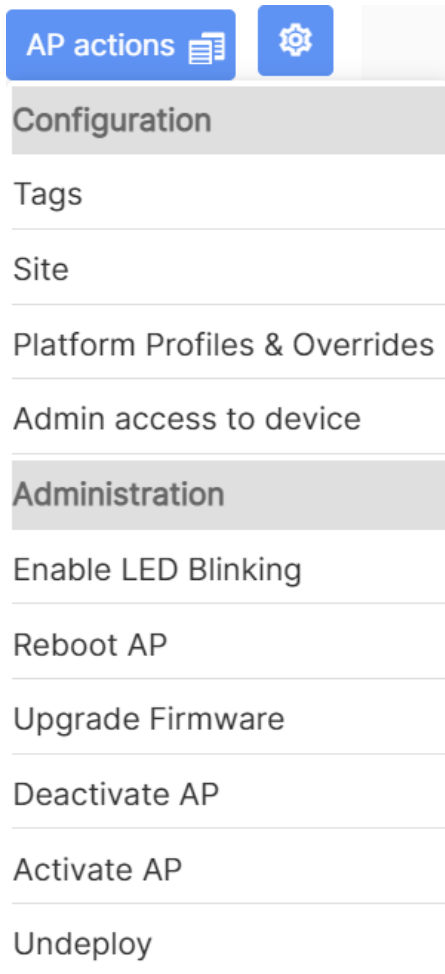 AP actions
Configuration
Tags
Site
Platform Profiles & Overrides
Admin access to device
Administration
Enable LED Blinking
Reboot AP
Upgrade Firmware
Deactivate AP
Activate AP
Undeploy